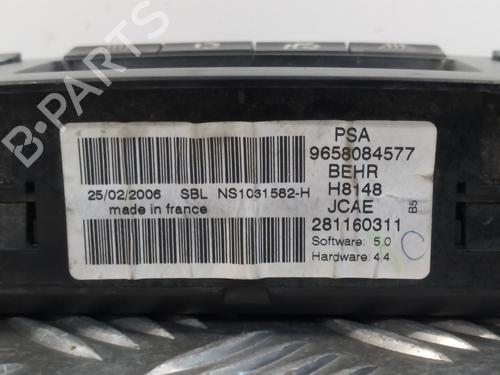 B-PARTS
PSA
9658084577
BEHR
H8148
JCAE
281160311
B5
Software: 5.0
Hardware: 4.4
25/02/2006 SBL NS1031582-H
made in france
C